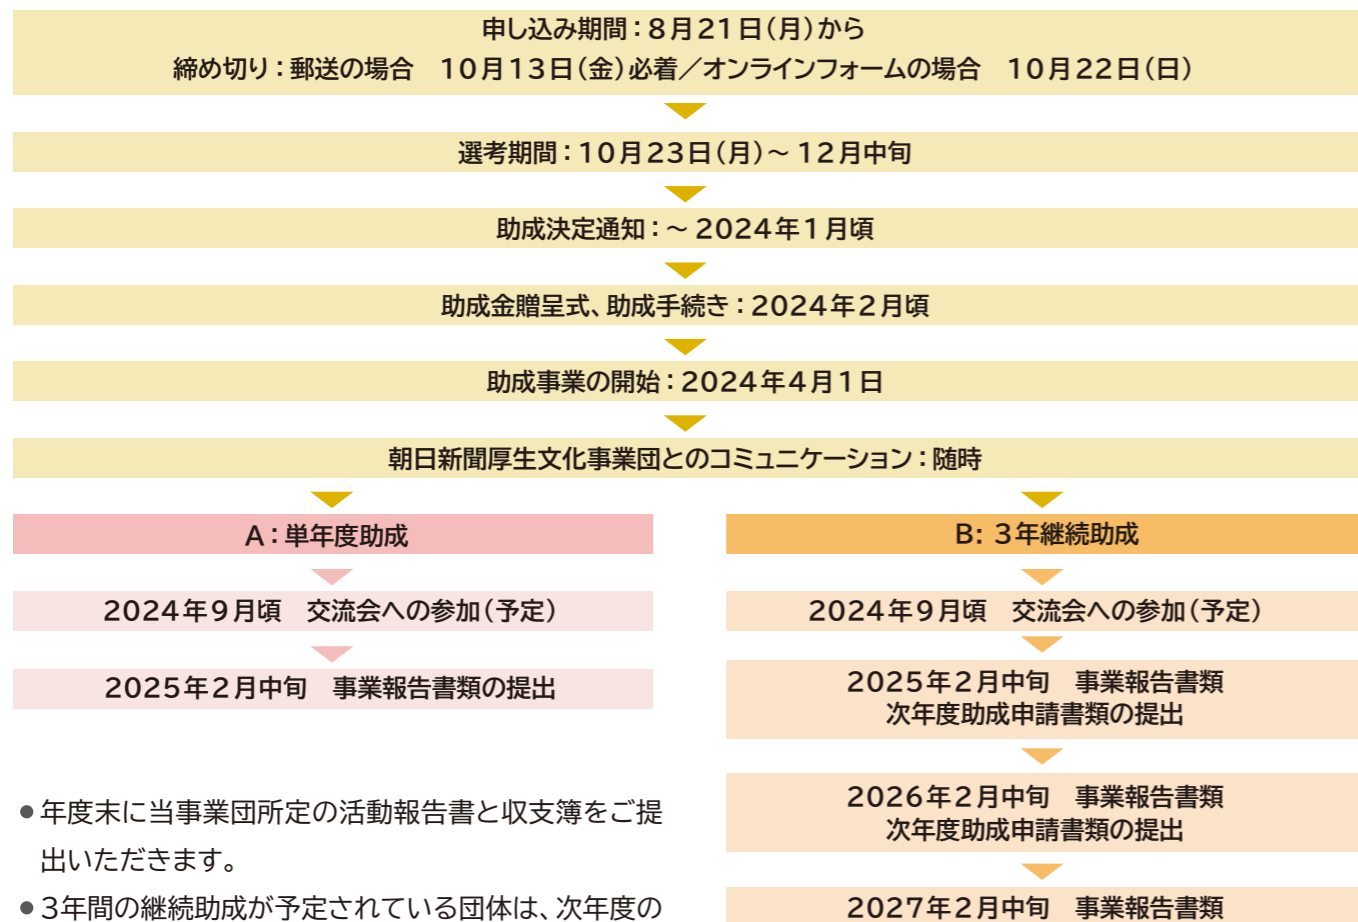 申し込み期間：8月21日（月）から
締め切り：郵送の場合　10月13日（金）必着／オンラインフォームの場合　10月22日（日）
選考期間：10月23日（月）～12月中旬
助成決定通知：～2024年1月頃
助成金贈呈式、助成手続き：2024年2月頃
助成事業の開始：2024年4月1日
朝日新聞厚生文化事業団とのコミュニケーション：随時
A：単年度助成
2024年9月頃　交流会への参加（予定）
2025年2月中旬　事業報告書類の提出
●年度末に当事業団所定の活動報告書と収支簿をご提
出いただきます。
●3年間の継続助成が予定されている団体は、次年度の
B: 3年継続助成
2024年9月頃　交流会への参加（予定）
2025年2月中旬　事業報告書類
次年度助成申請書類の提出
2026年2月中旬　事業報告書類
次年度助成申請書類の提出
2027年2月中旬　事業報告書類